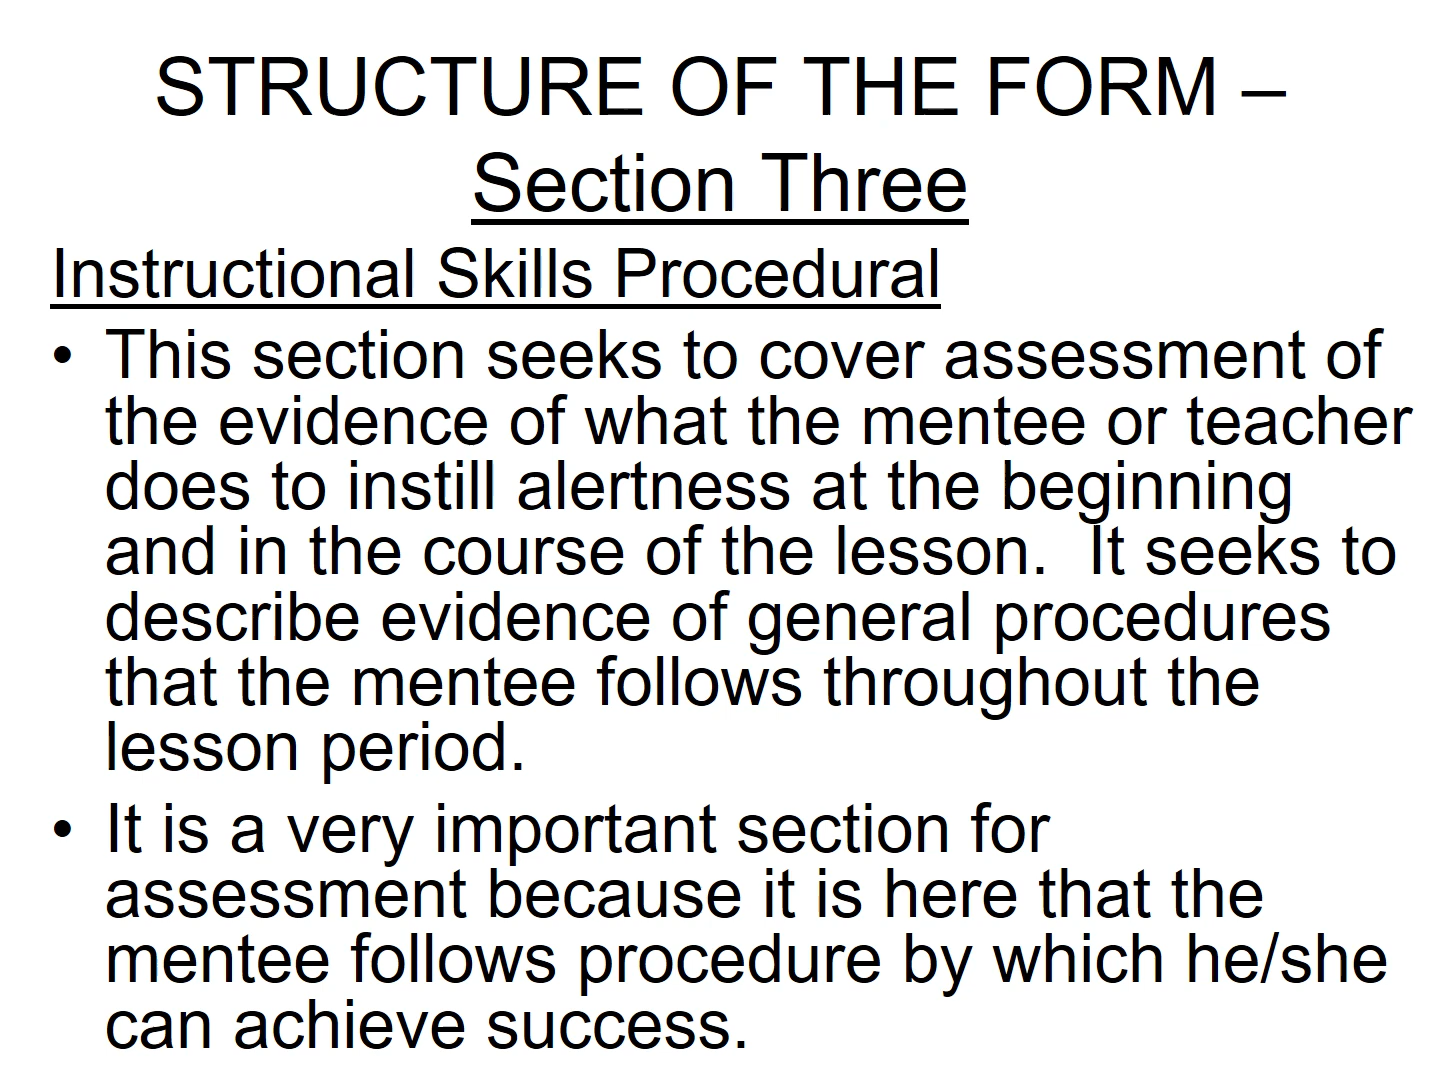 STRUCTURE OF THE FORM –
Section Three
Instructional Skills Procedural
• This section seeks to cover assessment of
the evidence of what the mentee or teacher
does to instill alertness at the beginning
and in the course of the lesson.  It seeks to
describe evidence of general procedures
that the mentee follows throughout the
lesson period.
• It is a very important section for
assessment because it is here that the
mentee follows procedure by which he/she
can achieve success.